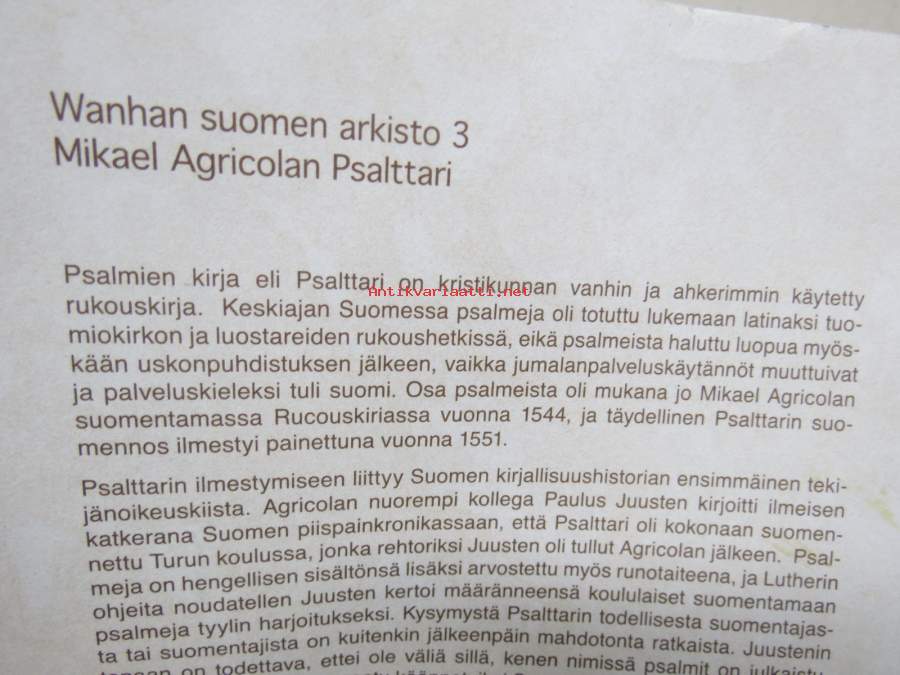 Wanhan suomen arkisto 3
Mikael Agricolan Psalttari
Psalmien kirja eli Psalttari on kristikunnan vanhin ja ahkerimmin käytetty
Antikvariaatti.net
rukouskirja. Keskiajan Suomessa psalmeja oli totuttu lukemaan latinaksi tuo-
miokirkon ja luostareiden rukoushetkissä, eikä psalmeista haluttu luopua myös-
kään uskonpuhdistuksen jälkeen, vaikka jumalanpalveluskäytännöt muuttuivat
ja palveluskieleksi tuli suomi. Osa psalmeista oli mukana jo Mikael Agricolan
suomentamassa Rucouskiriassa vuonna 1544, ja täydellinen Psalttarin suo-
mennos ilmestyi painettuna vuonna 1551.
Psalttarin ilmestymiseen liittyy Suomen kirjallisuushistorian ensimmäinen teki-
jänoikeuskiista. Agricolan nuorempi kollega Paulus Juusten kirjoitti ilmeisen
katkerana Suomen piispainkronikassaan, että Psalttari oli kokonaan suomen-
nettu Turun koulussa, jonka rehtoriksi Juusten oli tullut Agricolan jälkeen. Psal-
meja on hengellisen sisältönsä lisäksi arvostettu myös runotaiteena, ja Lutherin
ohjeita noudatellen Juusten kertoi määränneensä koululaiset suomentamaan
psalmeja tyylin harjoitukseksi. Kysymystä Psalttarin todellisesta suomentajas-
ta tai suomentajista on kuitenkin jälkeenpäin mahdotonta ratkaista. Juustenin
on todettava, ettei ole väliä sillä, kenen nimissä psalmit on julkaistu